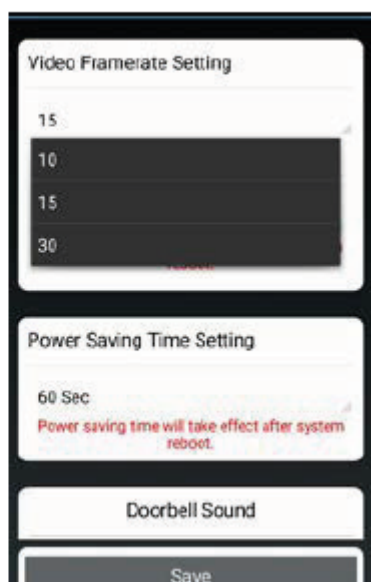 Video Framerate Setting
15
10
15
30
Power Saving Time Setting
60 Sec
Power saving time will take effect after system
reboot.
Doorbell Sound
Save